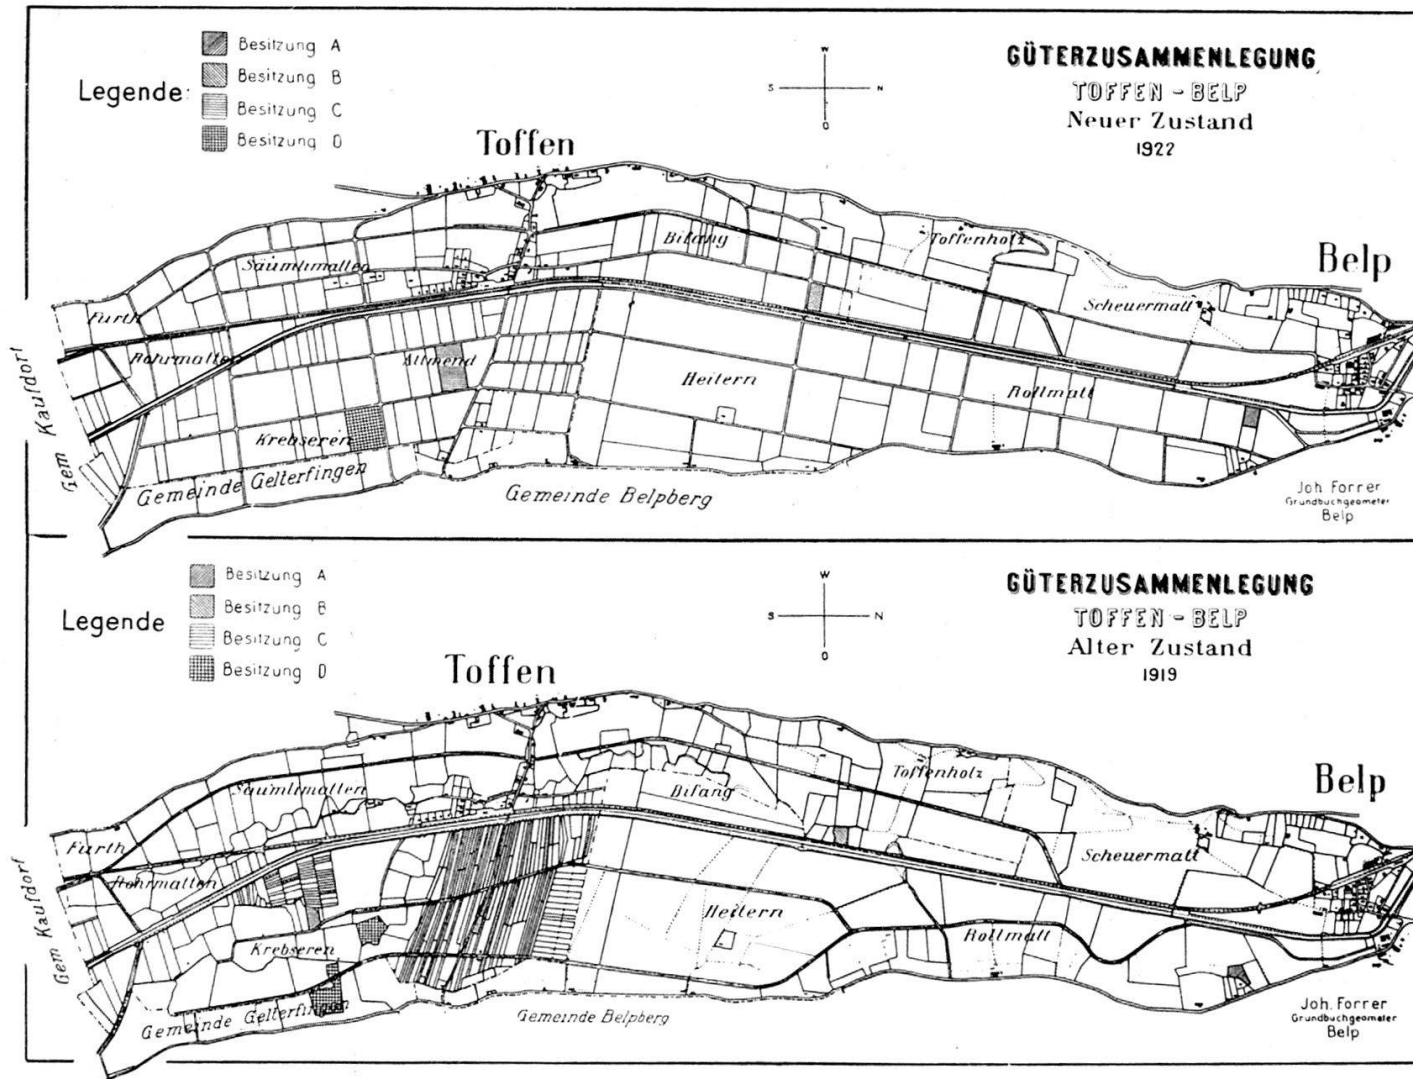 Legende:
Besitzung A
Besitzung B
Besitzung C
Besitzung D
W
S N
O
GÜTERZUSAMMENLEGUNG
TOFFEN - BELP
Neuer Zustand
1922
Toffen
Belp
Bifang
Toffenholz
Säumlimatten
Scheuermatt
Furth
Rohrmatten
Allmend
Heitern
Rollmatt
Krebseren
Gem Kaufdorf
Gemeinde Gelterfingen
Gemeinde Belpberg
Joh. Forrer
Grundbuchgeometer
Belp
Legende
Besitzung A
Besitzung B
Besitzung C
Besitzung D
W
S N
O
GÜTERZUSAMMENLEGUNG
TOFFEN - BELP
Alter Zustand
1919
Toffen
Belp
Toffenholz
Säumlimatten
Bifang
Furth
Scheuermatt
Rohrmatten
Heitern
Rollmatt
Krebseren
Gem Kaufdorf
Gemeinde Gelterfingen
Gemeinde Belpberg
Joh. Forrer
Grundbuchgeometer
Belp